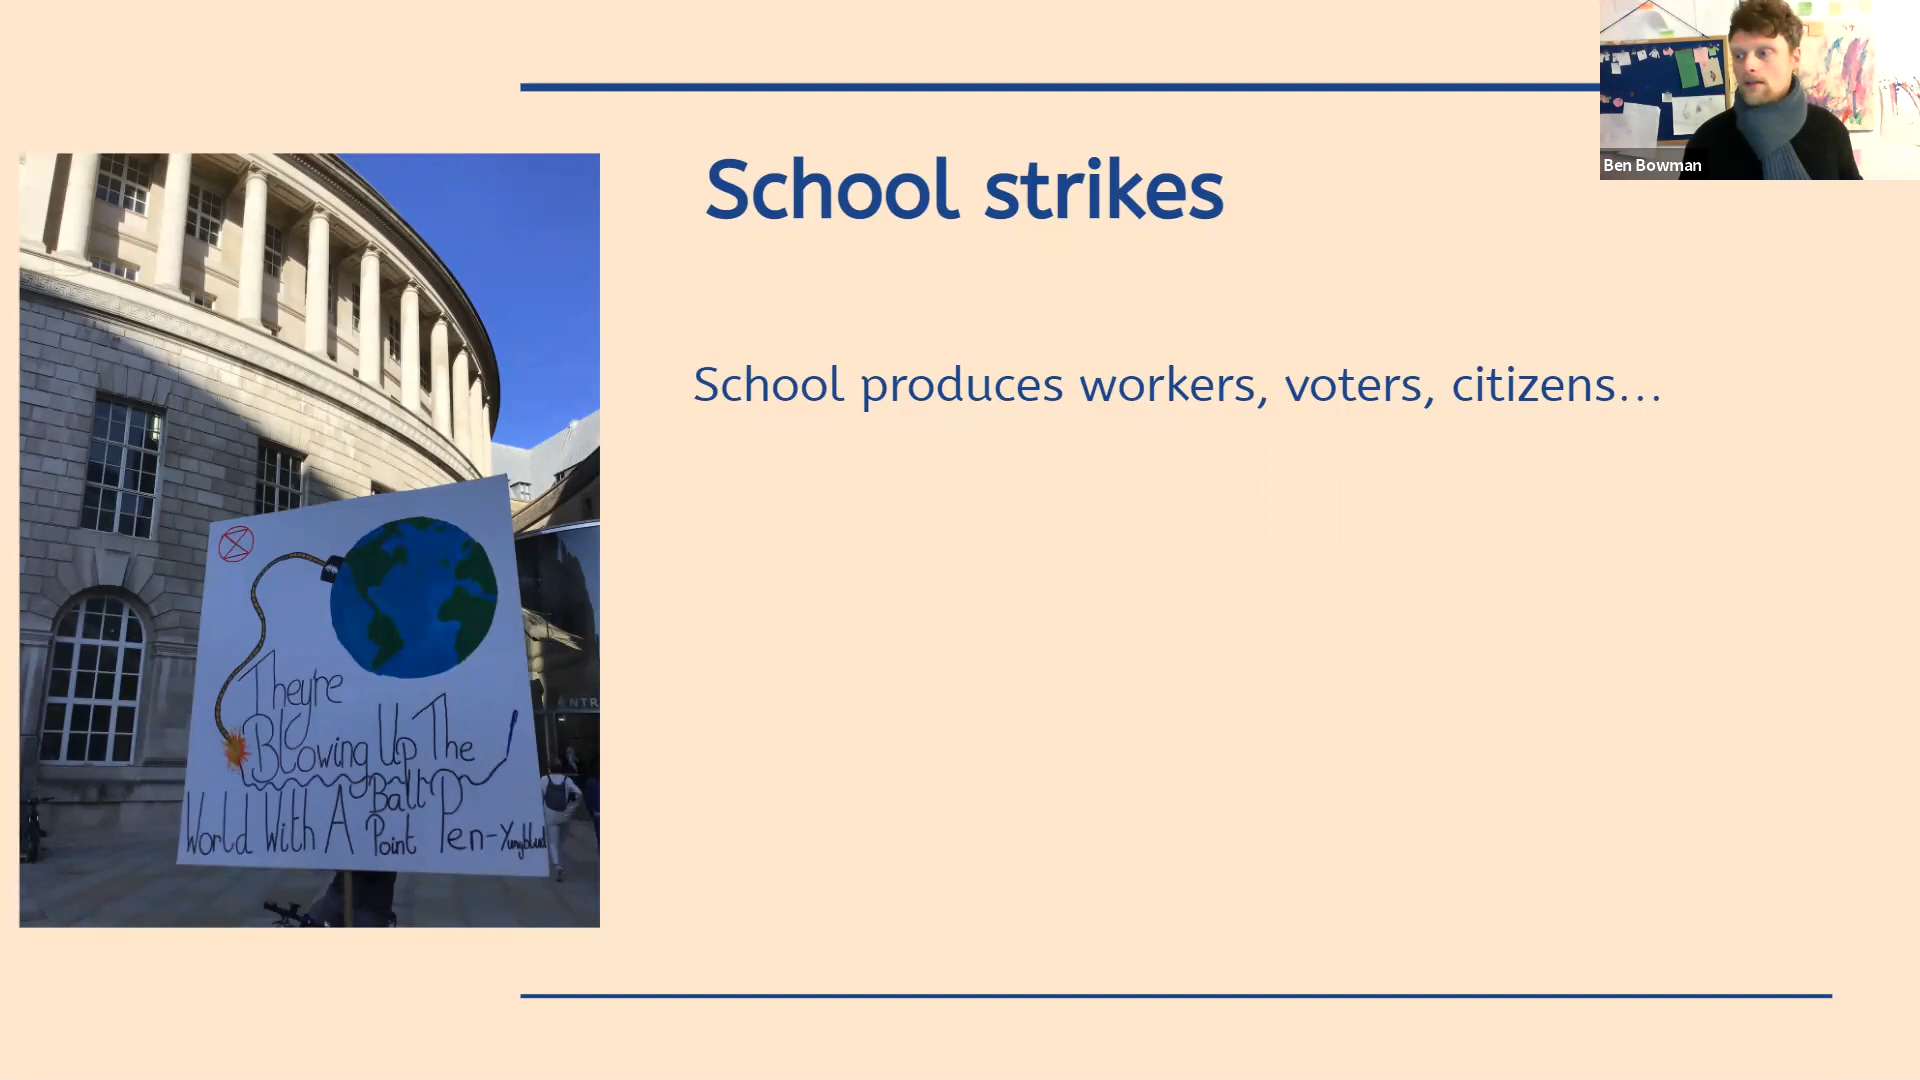 School strikes
Ben Bowman
School produces workers, voters, citizens...
They're
Blowing Up The
World With A Ball Point Pen-Yungblud
ENTR